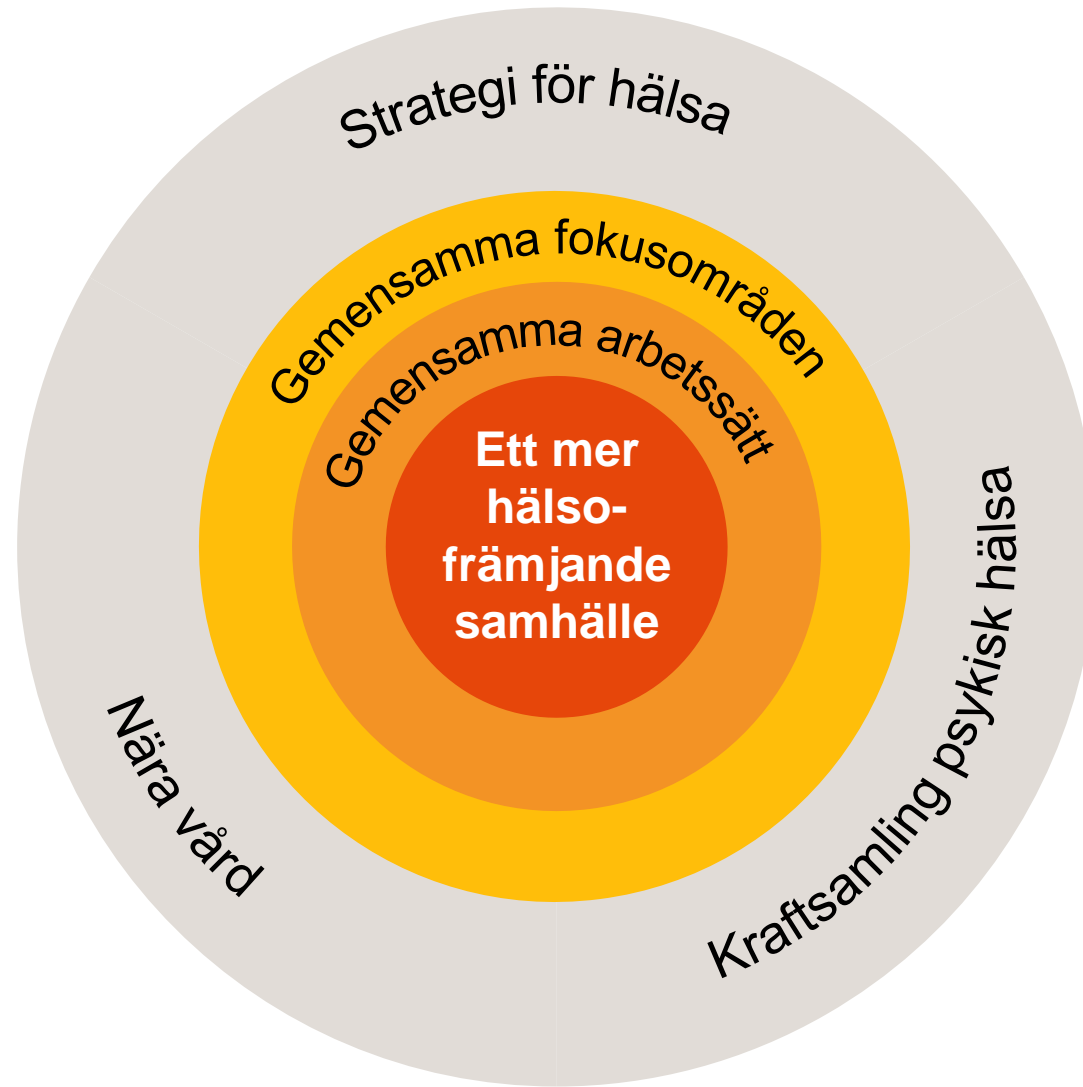 Strategi för hälsa
Gemensamma fokusområden
Gemensamma arbetssätt
Ett mer
hälso-
främjande
samhälle
Nära vård
Kraftsamling psykisk hälsa